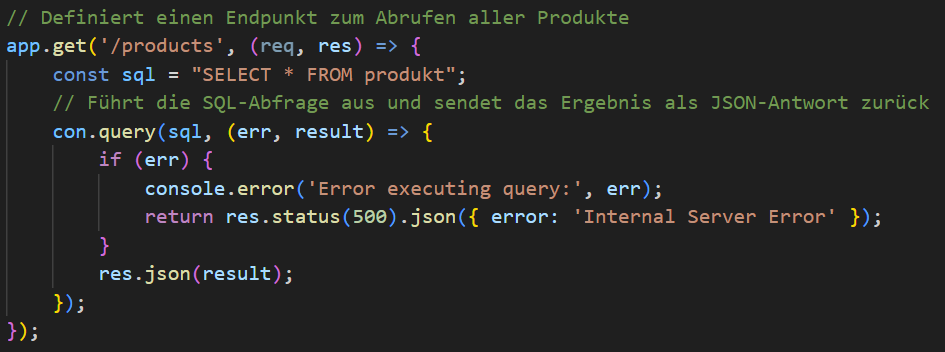 // Definiert einen Endpunkt zum Abrufen aller Produkte
app.get('/products', (req, res) => {
    const sql = "SELECT * FROM produkt";
    // Führt die SQL-Abfrage aus und sendet das Ergebnis als JSON-Antwort zurück
    con.query(sql, (err, result) => {
        if (err) {
            console.error('Error executing query:', err);
            return res.status(500).json({ error: 'Internal Server Error' });
        }
        res.json(result);
    });
});